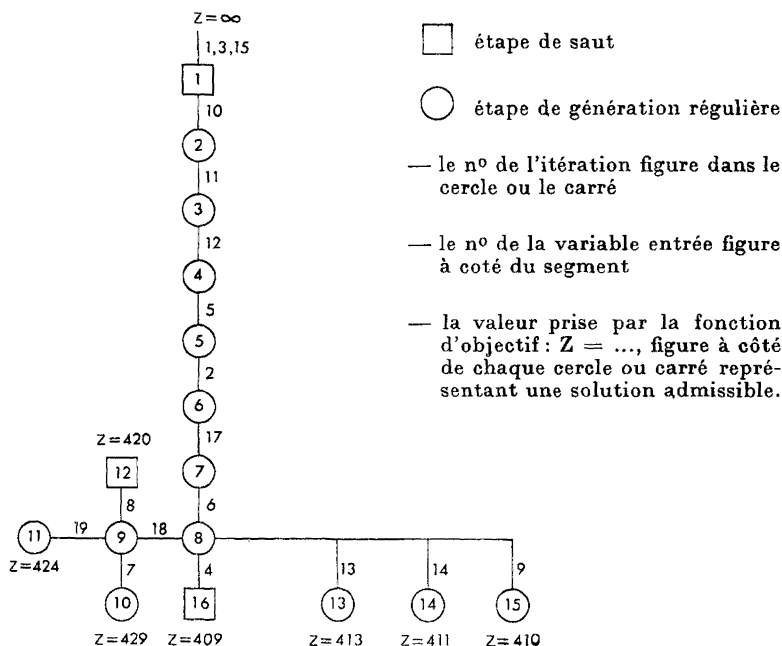 Z=∞
1,3,15
1
étape de saut
10
étape de génération régulière
2
11
— le nº de l'itération figure dans le
cercle ou le carré
3
12
— le nº de la variable entrée figure
à coté du segment
4
5
— la valeur prise par la fonction
d'objectif : Z = ..., figure à côté
de chaque cercle ou carré repré-
sentant une solution admissible.
5
2
6
17
Z=420
12
7
8
6
11
19
9
18
8
Z=424
7
4
13
14
9
10
16
13
14
15
Z=429
Z=409
Z=413
Z=411
Z=410